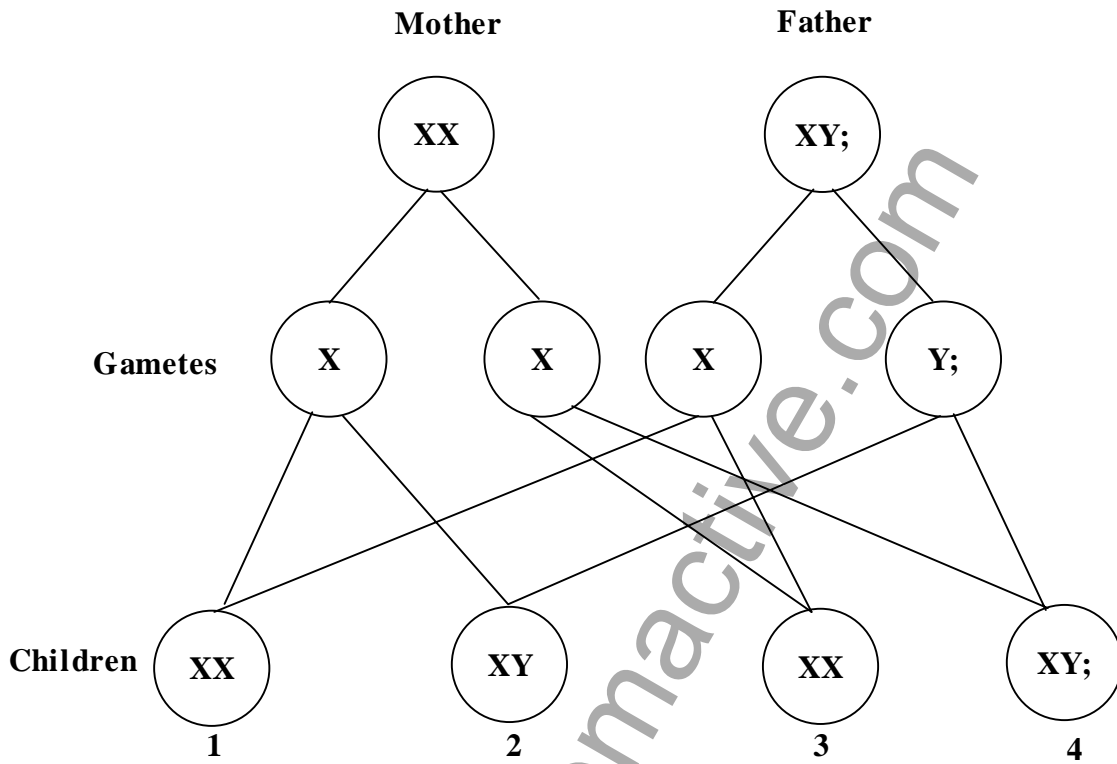 Mother Father
XX XY;
Gametes X X X Y;
Children XX XY XX XY;
1 2 3 4